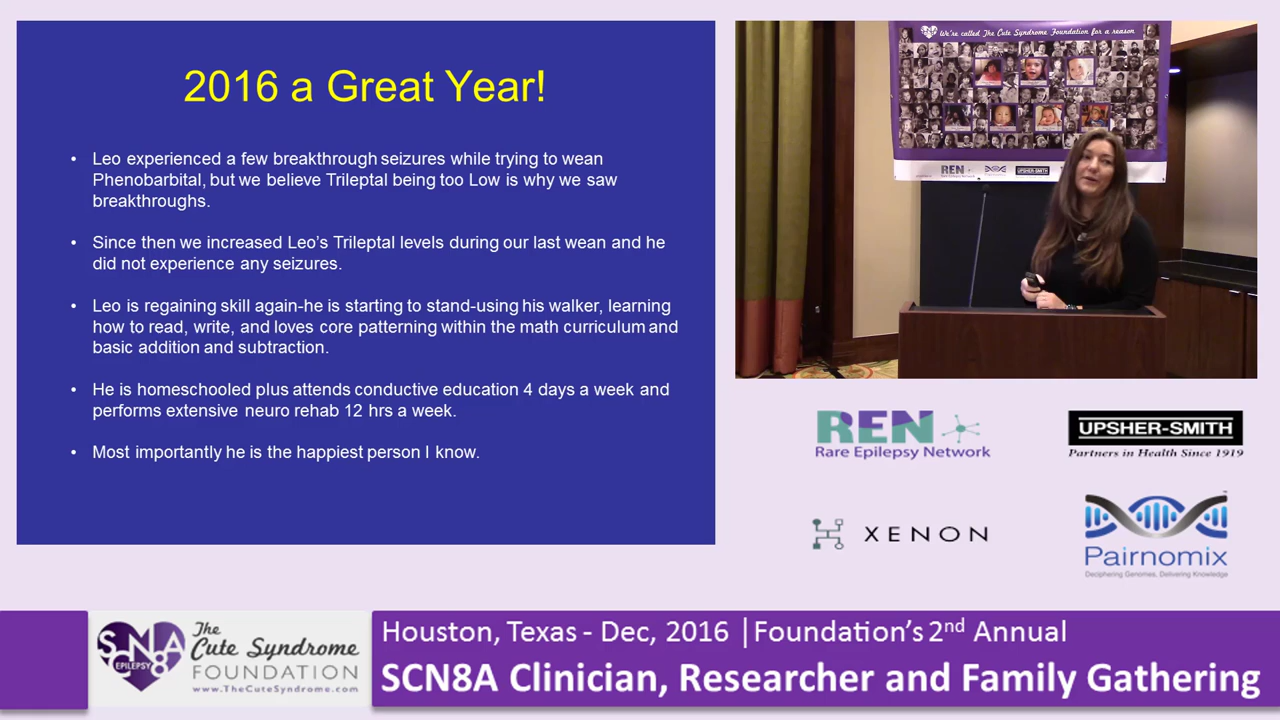 2016 a Great Year!
• Leo experienced a few breakthrough seizures while trying to wean
Phenobarbital, but we believe Trileptal being too Low is why we saw
breakthroughs.
• Since then we increased Leo’s Trileptal levels during our last wean and he
did not experience any seizures.
• Leo is regaining skill again-he is starting to stand-using his walker, learning
how to read, write, and loves core patterning within the math curriculum and
basic addition and subtraction.
• He is homeschooled plus attends conductive education 4 days a week and
performs extensive neuro rehab 12 hrs a week.
• Most importantly he is the happiest person I know.
We're called The Cute Syndrome Foundation for a reason
REN
UPSHER-SMITH
REN
Rare Epilepsy Network
UPSHER-SMITH
Partners in Health Since 1919
XENON
Pairnomix
Deciphering Genomes, Delivering Knowledge
SCN8A
EPILEPSY
The
Cute Syndrome
FOUNDATION
www.TheCuteSyndrome.com
Houston, Texas - Dec, 2016 | Foundation’s 2nd Annual
SCN8A Clinician, Researcher and Family Gathering